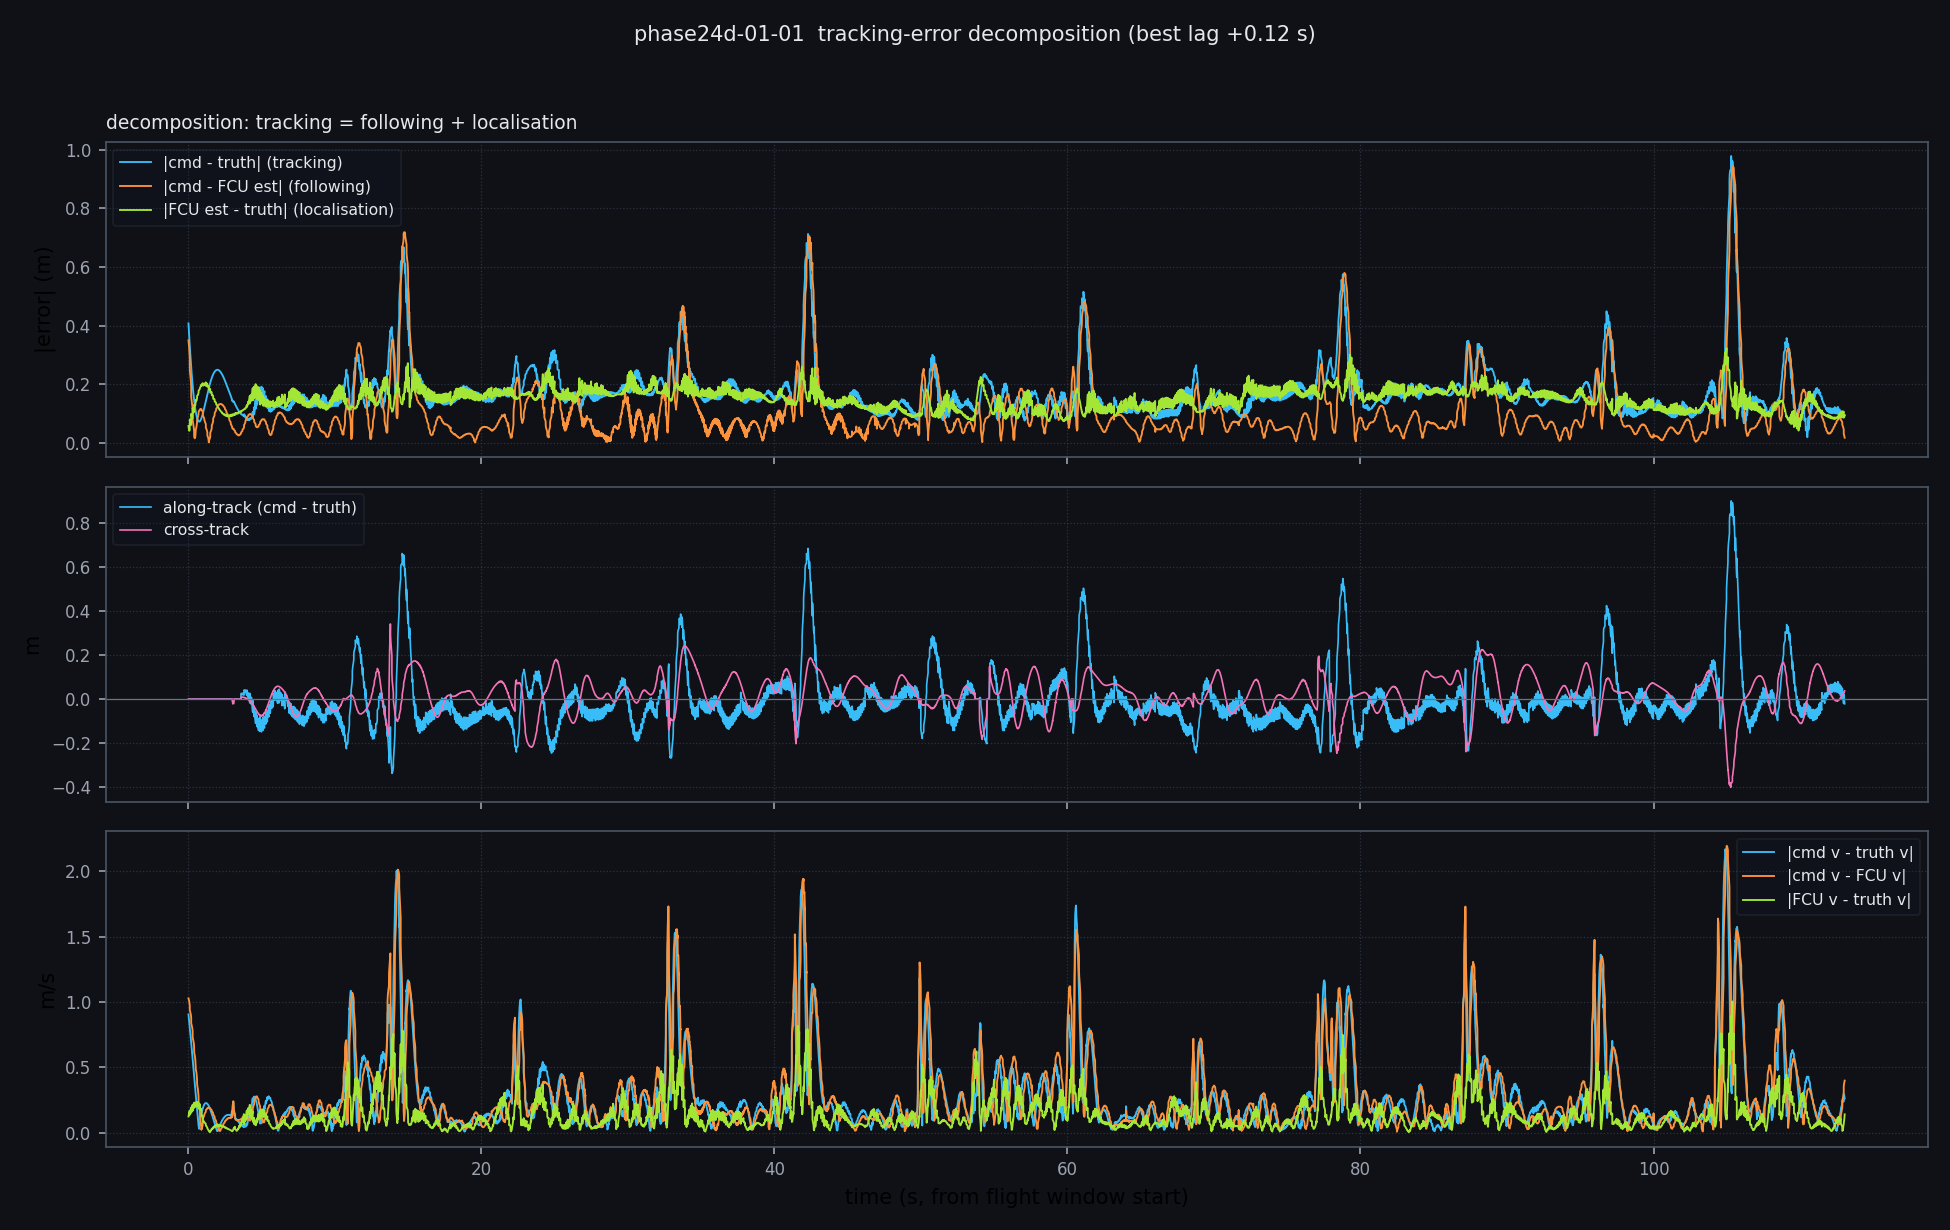 phase24d-01-01  tracking-error decomposition (best lag +0.12 s)
decomposition: tracking = following + localisation
|error| (m)
1.0
0.8
0.6
0.4
0.2
0.0
|cmd - truth| (tracking)
|cmd - FCU est| (following)
|FCU est - truth| (localisation)
m
0.8
0.6
0.4
0.2
0.0
−0.2
−0.4
along-track (cmd - truth)
cross-track
m/s
2.0
1.5
1.0
0.5
0.0
|cmd v - truth v|
|cmd v - FCU v|
|FCU v - truth v|
0 20 40 60 80 100
time (s, from flight window start)